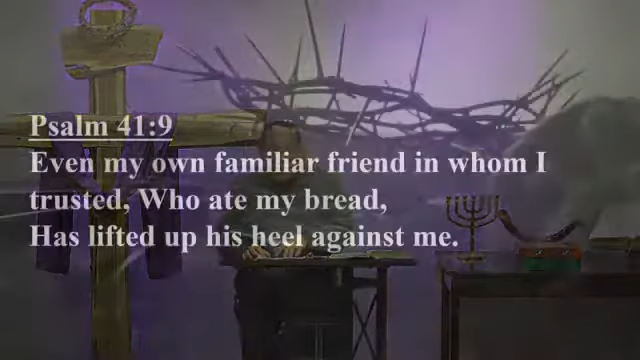 Psalm 41:9
Even my own familiar friend in whom I
trusted, Who ate my bread,
Has lifted up his heel against me.